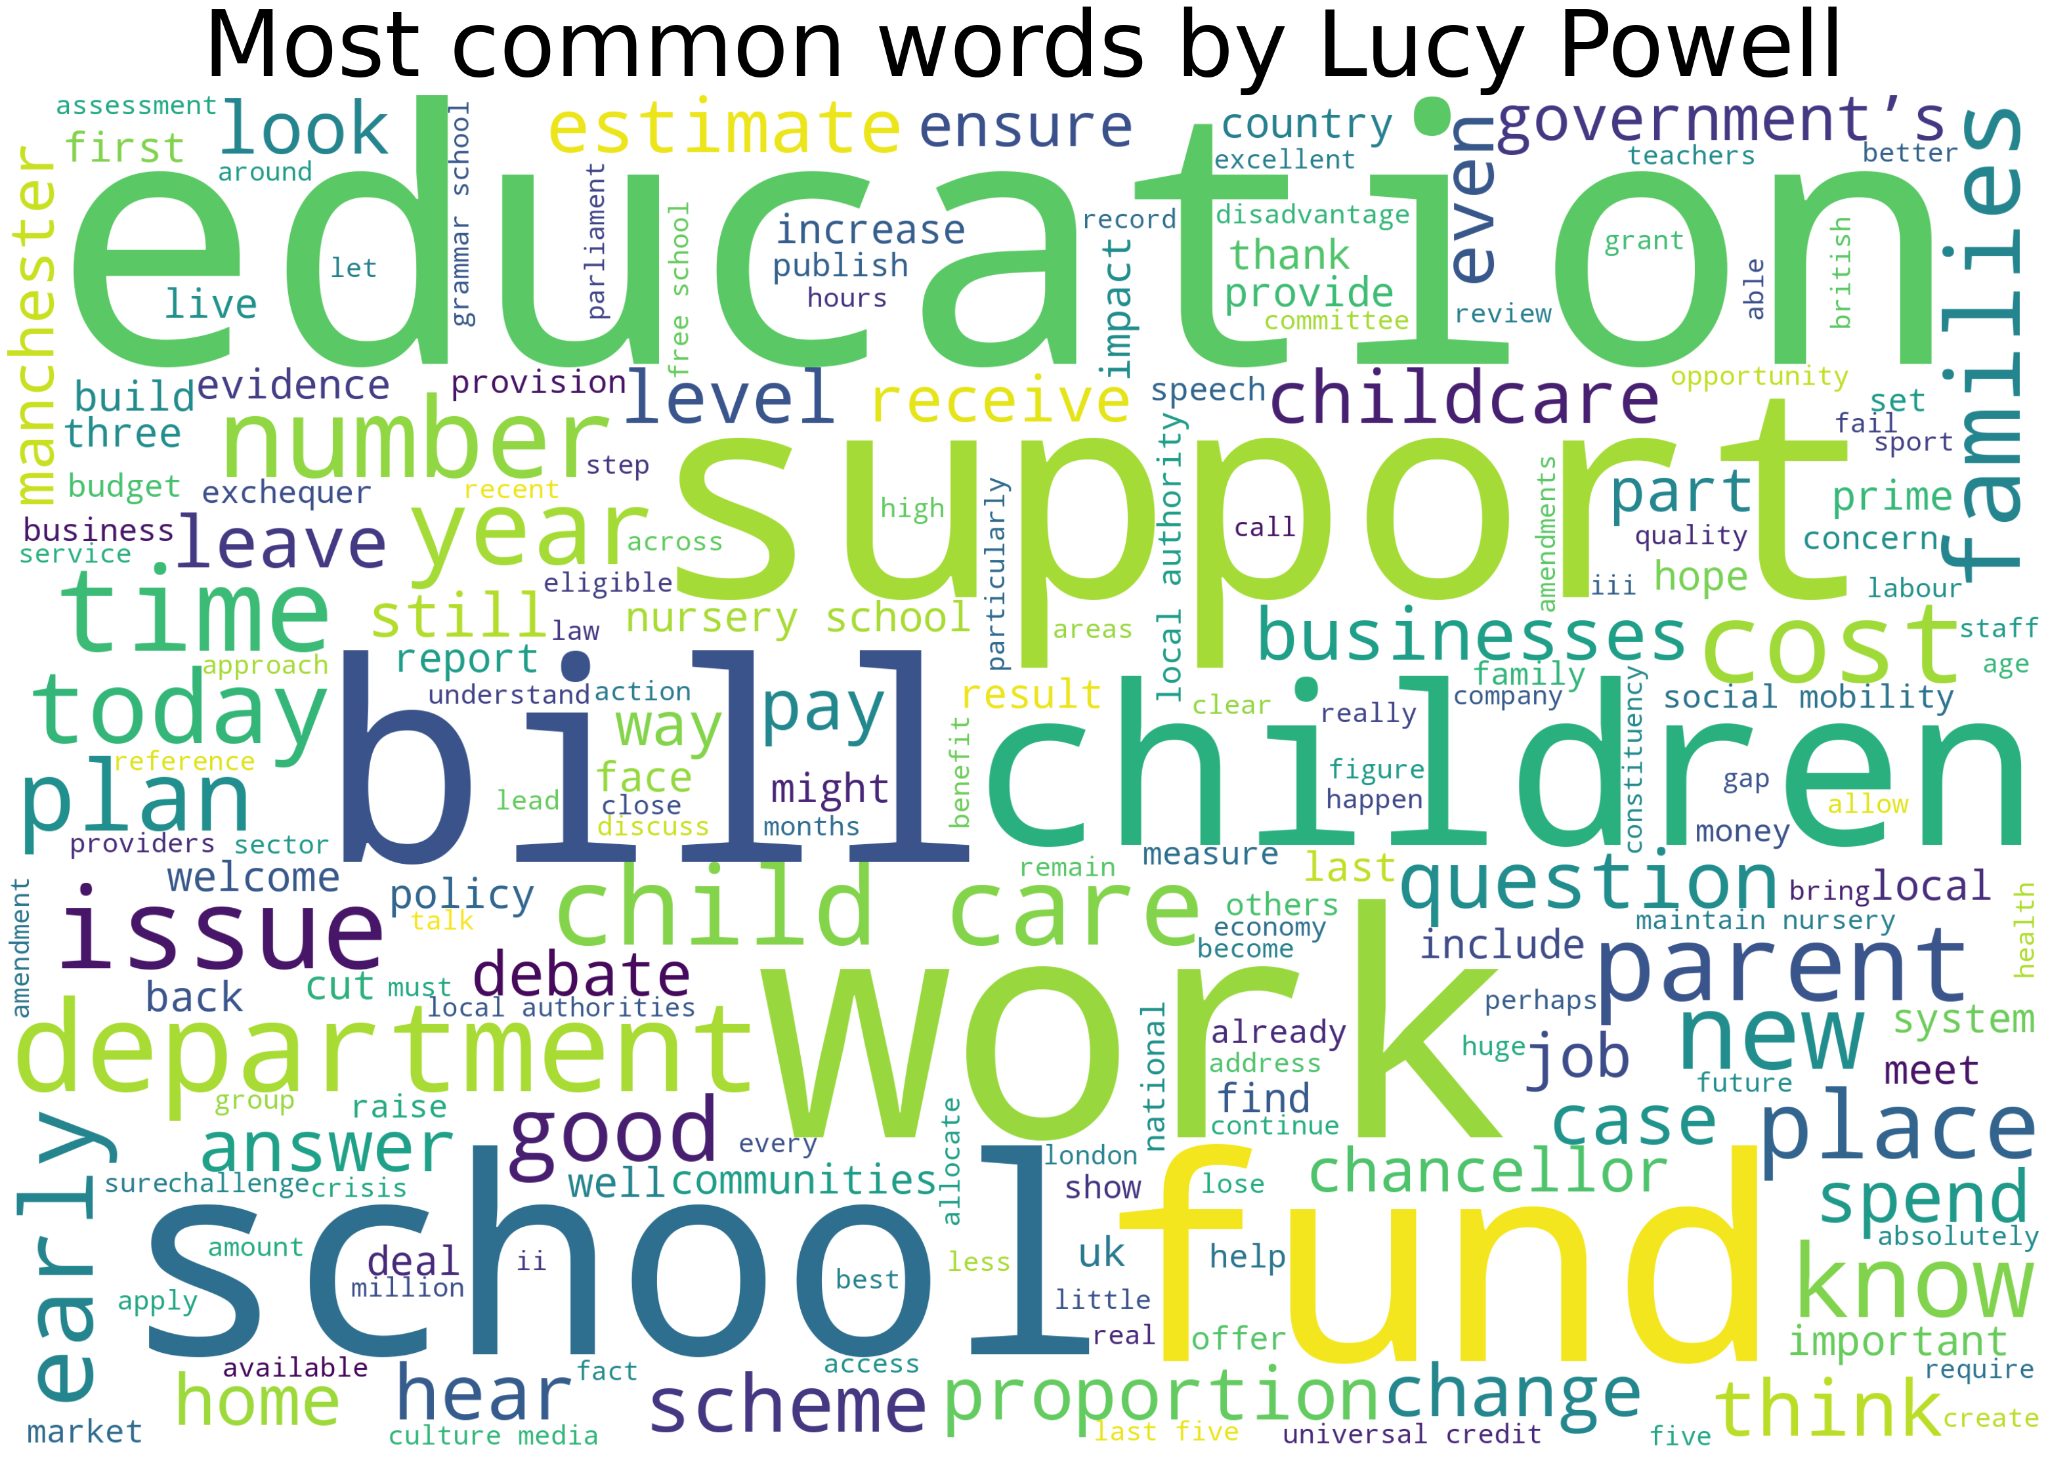 Most common words by Lucy Powell
assessment
look
estimate
ensure
country
government's
first
around
grammar school
excellent
even
teachers
better
families
manchester
education
parliament
free school
increase
record
disadvantage
let
publish
impact
thank
grant
british
able
live
hours
provide
committee
review
build
evidence
provision
level
receive
speech
childcare
opportunity
set
three
number
fail
sport
step
support
local authority
budget
exchequer
recent
year
high
particularly
call
amendments
part
prime
business
leave
across
quality
concern
service
eligible
iii
hope
labour
time
still
law
nursery school
areas
businesses
cost
staff
approach
report
family
age
today
understand
action
bill
way
pay
result
clear
really
company
social mobility
children
reference
plan
face
might
benefit
figure
constituency
gap
lead
close
happen
allow
discuss
months
money
providers
sector
measure
welcome
policy
child care
remain
last
question
bring
local
issue
talk
others
economy
maintain nursery
health
amendment
debate
become
include
parent
back
cut
must
local authorities
work
perhaps
department
national
already
new
system
address
huge
job
meet
group
raise
good
find
future
early
answer
every
allocate
continue
case
place
surechallenge
crisis
well
communities
london
show
lose
chancellor
spend
school
fund
amount
deal
ii
less
uk
help
absolutely
million
best
know
apply
little
real
offer
important
available
fact
access
require
home
hear
scheme
proportion
change
think
create
market
culture media
last five
universal credit
five